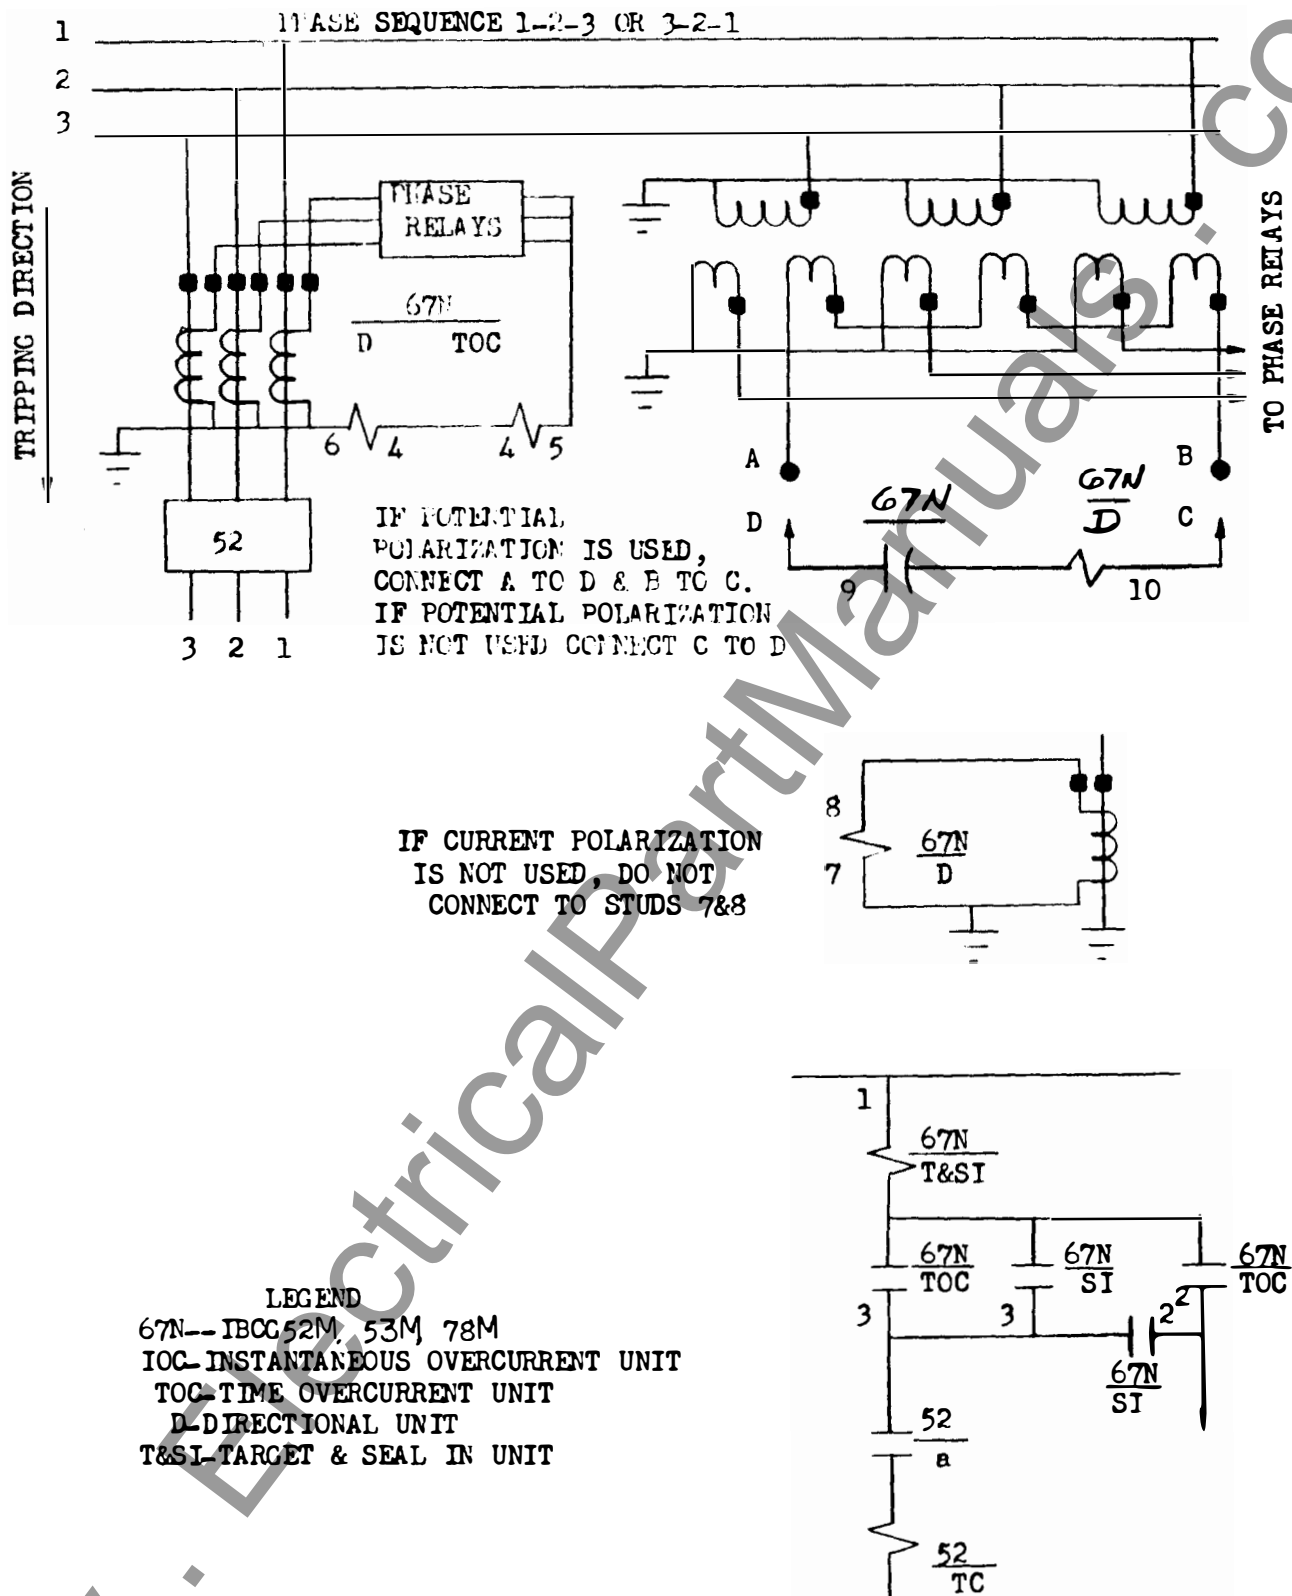 PHASE SEQUENCE 1-2-3 OR 3-2-1
1
2
3
TRIPPING DIRECTION
PHASE
RELAYS
67N
D TOC
6 4 4 5
52
3 2 1
TO PHASE RELAYS
A B
D C
67N
67N
D
9 10
IF POTENTIAL
POLARIZATION IS USED,
CONNECT A TO D & B TO C.
IF POTENTIAL POLARIZATION
IS NOT USED CONNECT C TO D
8
7
67N
D
IF CURRENT POLARIZATION
IS NOT USED, DO NOT
CONNECT TO STUDS 7&8
1
67N
T&SI
67N
TOC
67N
SI
67N
TOC
3 3 2 2
67N
SI
52
a
52
TC
LEGEND
67N--IBCG52M, 53M, 78M
IOC-INSTANTANEOUS OVERCURRENT UNIT
TOC-TIME OVERCURRENT UNIT
D-DIRECTIONAL UNIT
T&SI-TARGET & SEAL IN UNIT
. ElectricalPartManuals . co